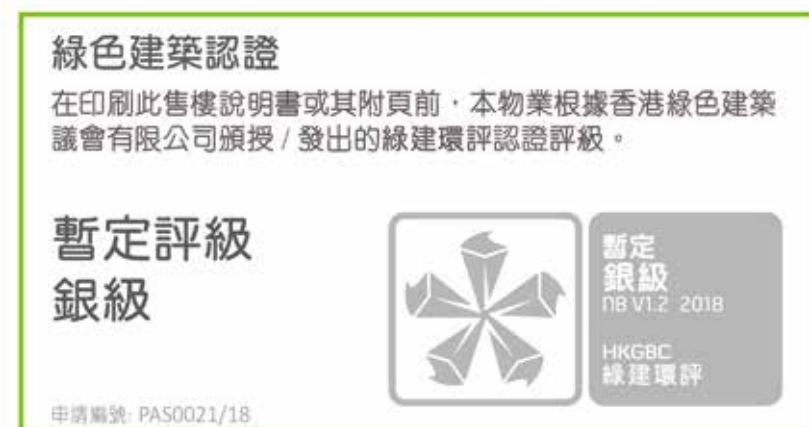 綠色建築認證
在印刷此售樓說明書或其附頁前，本物業根據香港綠色建築
議會有限公司頒授 / 發出的綠建環評認證評級。
暫定評級
銀級
暫定
銀級
NB V1.2 2018
HKGBC
綠建環評
申請編號: PAS0021/18